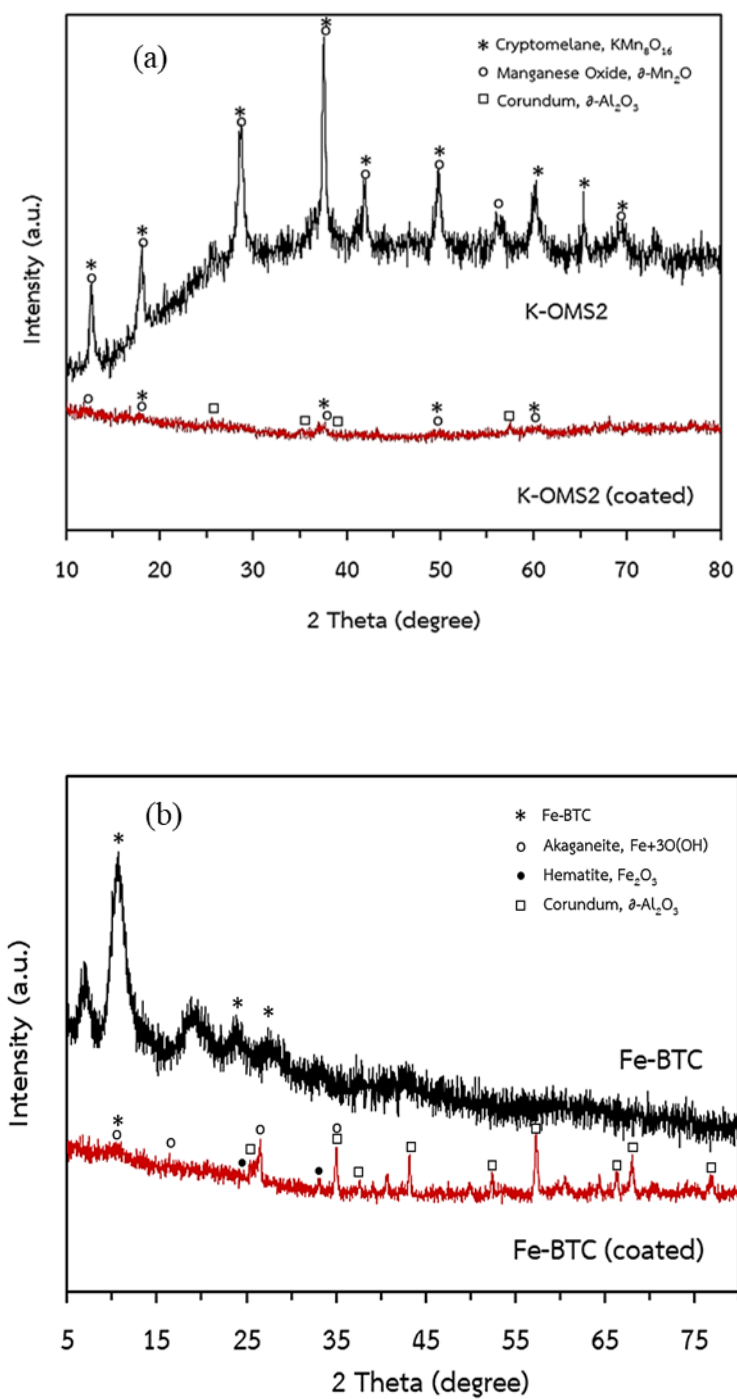 (a)
* Cryptomelane, KMn₈O₁₆
○ Manganese Oxide, ∂-Mn₂O
□ Corundum, ∂-Al₂O₃
Intensity (a.u.)
K-OMS2
K-OMS2 (coated)
10 20 30 40 50 60 70 80
2 Theta (degree)
(b)
* Fe-BTC
○ Akaganeite, Fe+3O(OH)
● Hematite, Fe₂O₃
□ Corundum, ∂-Al₂O₃
Intensity (a.u.)
Fe-BTC
Fe-BTC (coated)
5 15 25 35 45 55 65 75
2 Theta (degree)